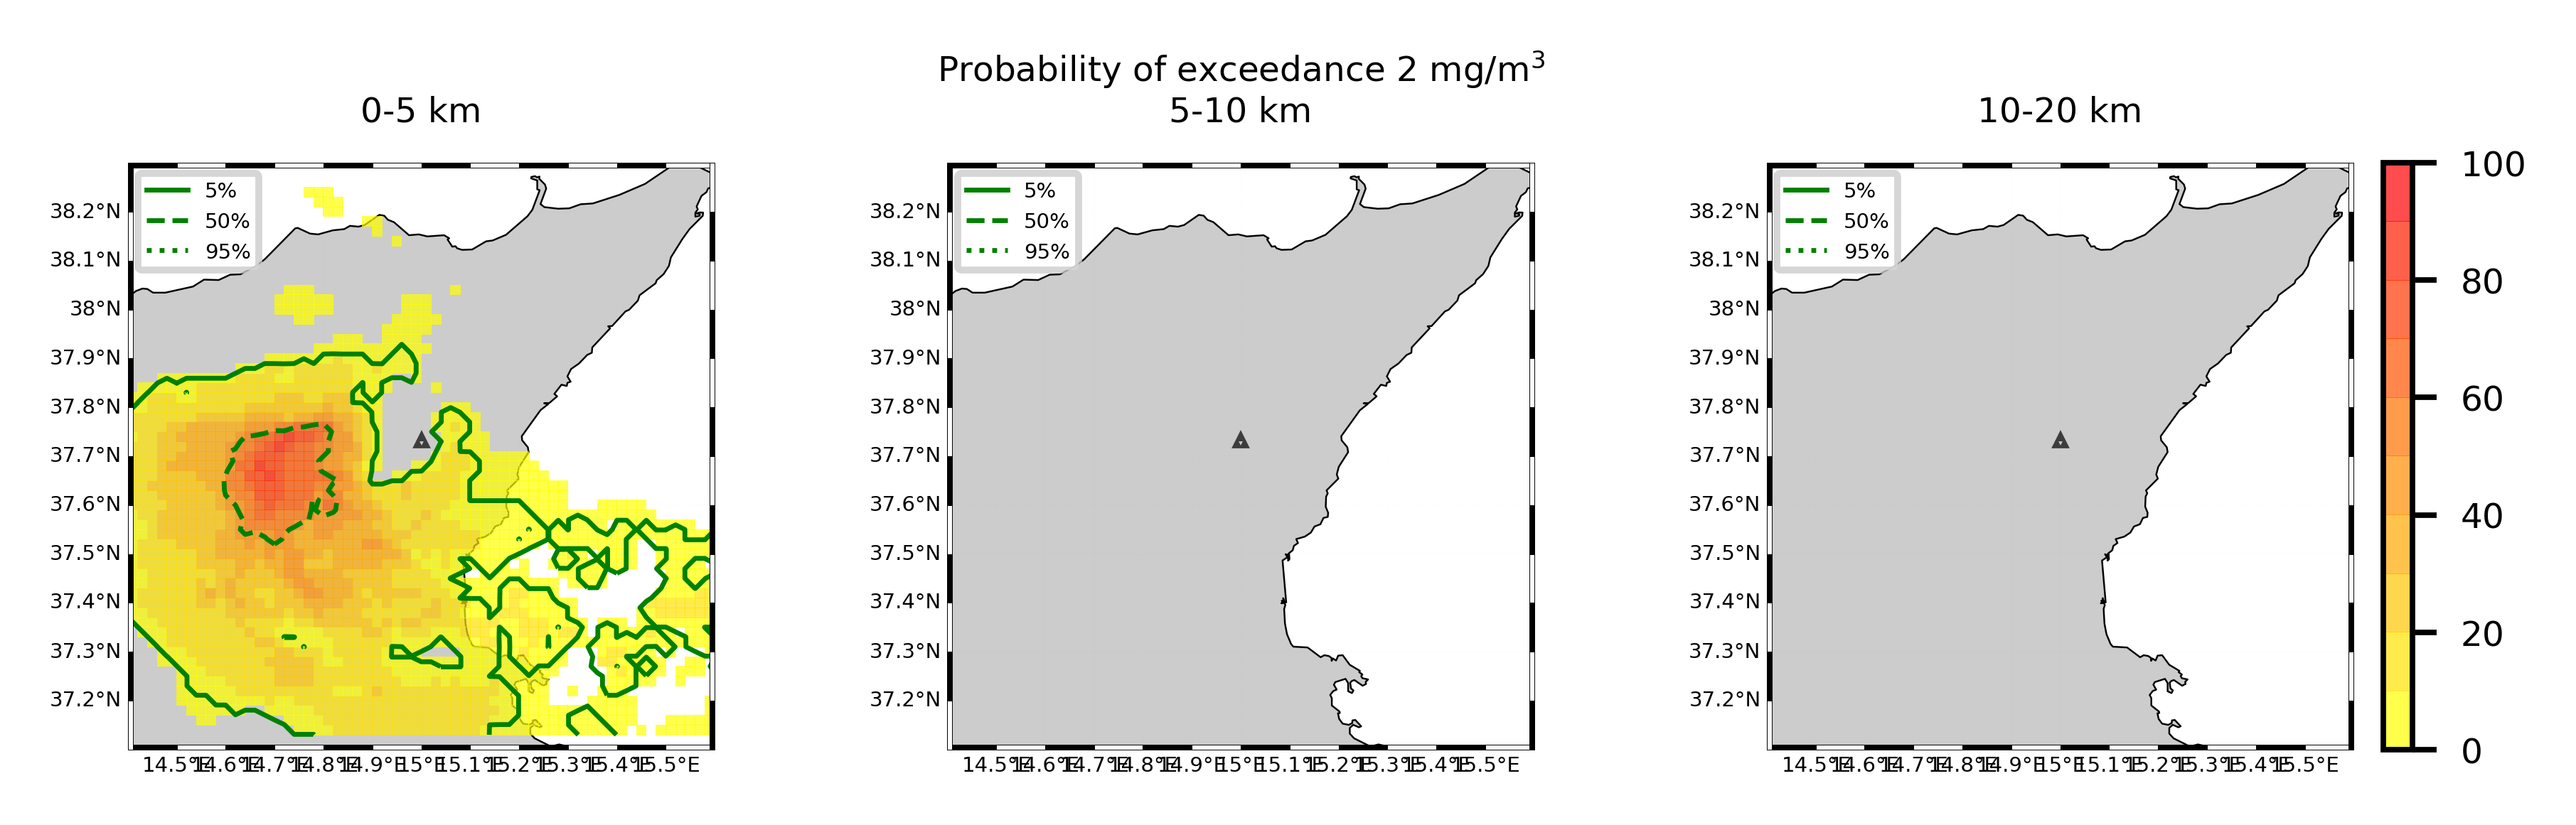 Probability of exceedance 2 mg/m³
0-5 km
5%
50%
95%
38.2°N
38.1°N
38°N
37.9°N
37.8°N
37.7°N
37.6°N
37.5°N
37.4°N
37.3°N
37.2°N
14.5°E 14.6°E 14.7°E 14.8°E 14.9°E 15°E 15.1°E 15.2°E 15.3°E 15.4°E 15.5°E
5-10 km
5%
50%
95%
38.2°N
38.1°N
38°N
37.9°N
37.8°N
37.7°N
37.6°N
37.5°N
37.4°N
37.3°N
37.2°N
14.5°E 14.6°E 14.7°E 14.8°E 14.9°E 15°E 15.1°E 15.2°E 15.3°E 15.4°E 15.5°E
10-20 km
5%
50%
95%
38.2°N
38.1°N
38°N
37.9°N
37.8°N
37.7°N
37.6°N
37.5°N
37.4°N
37.3°N
37.2°N
14.5°E 14.6°E 14.7°E 14.8°E 14.9°E 15°E 15.1°E 15.2°E 15.3°E 15.4°E 15.5°E
100
80
60
40
20
0